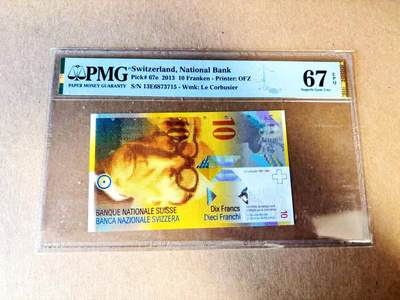 PMG
PAPER MONEY GUARANTY
Switzerland, National Bank
Pick# 67e 2013 10 Franken - Printer: OFZ
S/N 13E6873715 - Wmk: Le Corbusier
67 EPQ
Superb Gem Unc
10
BANQUE NATIONALE SUISSE
BANCA NAZIONALE SVIZZERA
Dix Francs
Dieci Franchi
10